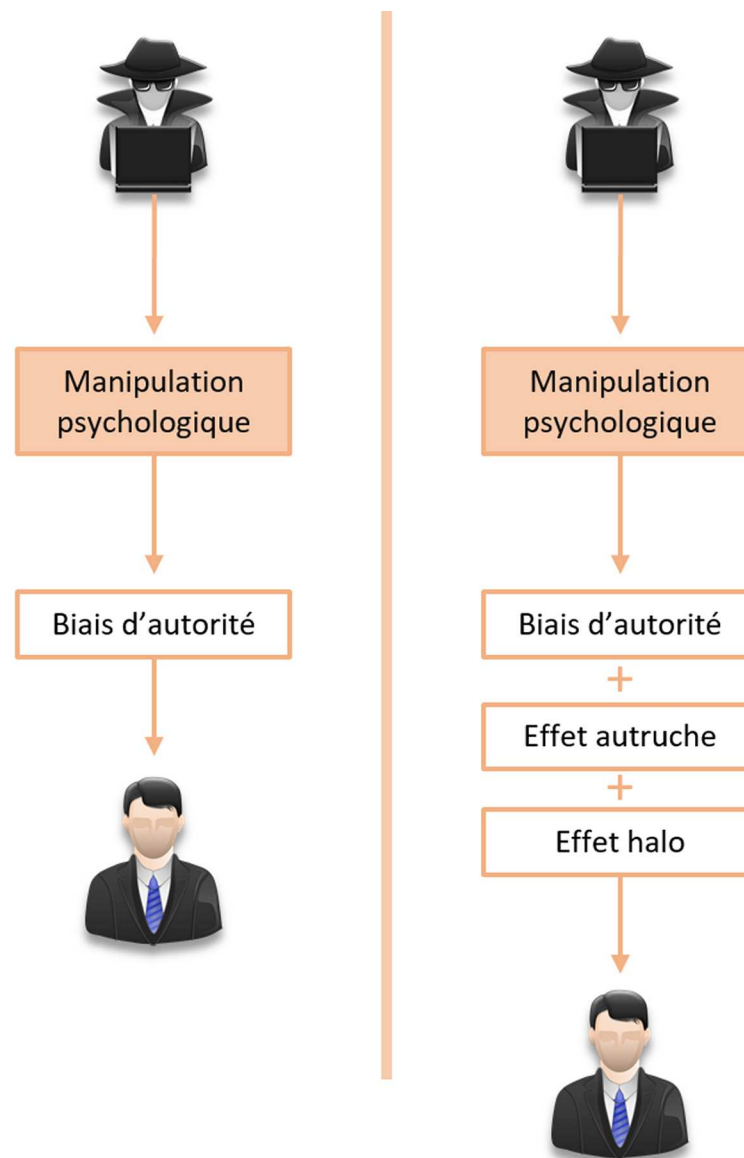 Manipulation
psychologique
Biais d’autorité
Manipulation
psychologique
Biais d’autorité
+
Effet autruche
+
Effet halo